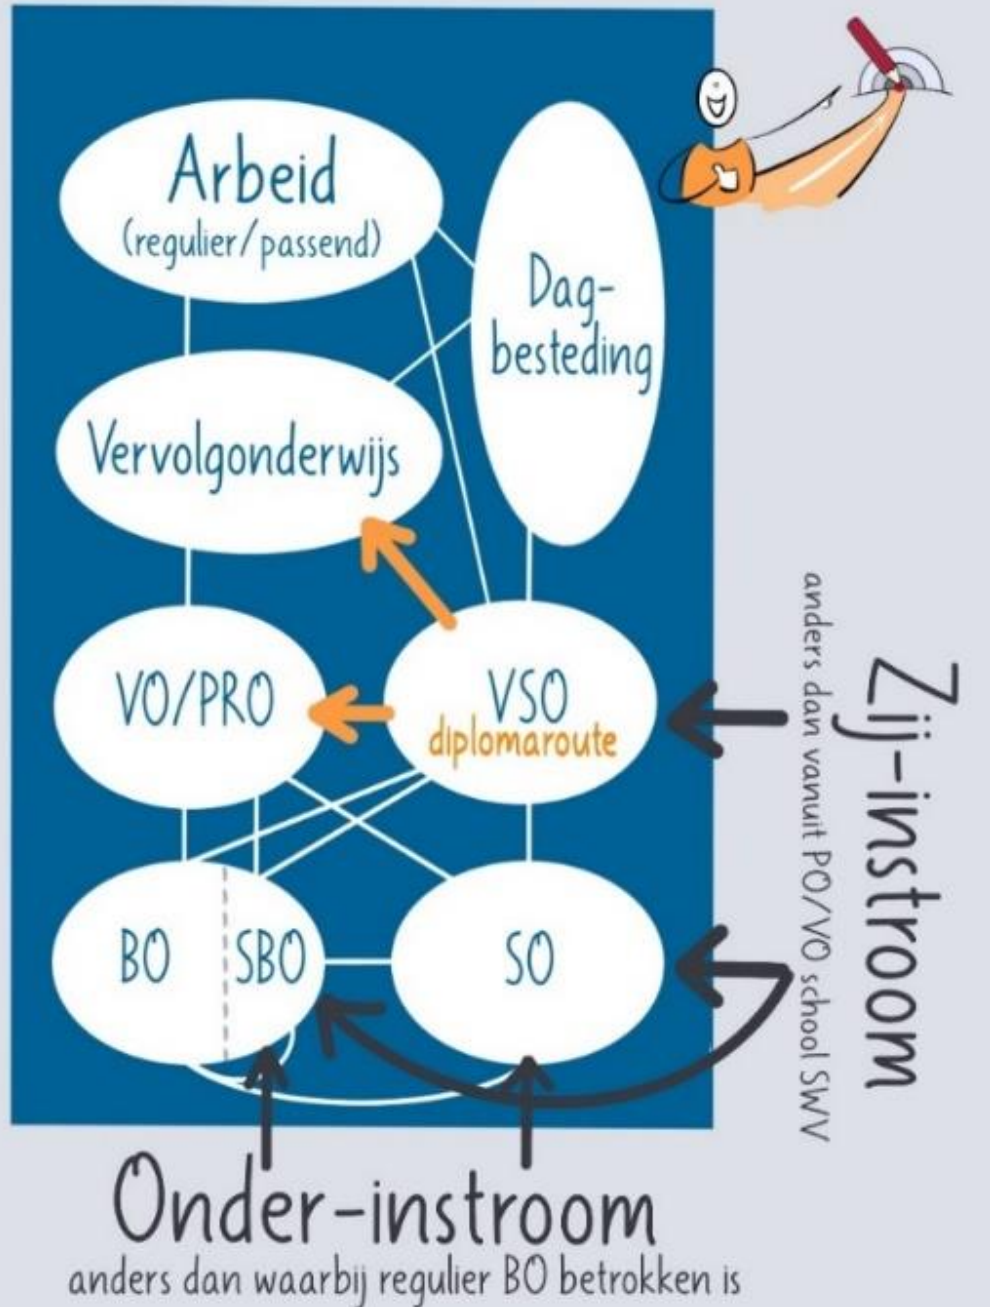 Arbeid
(regulier/passend)
Dag-
besteding
Vervolgonderwijs
VO/PRO
VSO
diplomaroute
BO
SBO
SO
Zij-instroom
anders dan vanuit PO/VO school SWV
Onder-instroom
anders dan waarbij regulier BO betrokken is